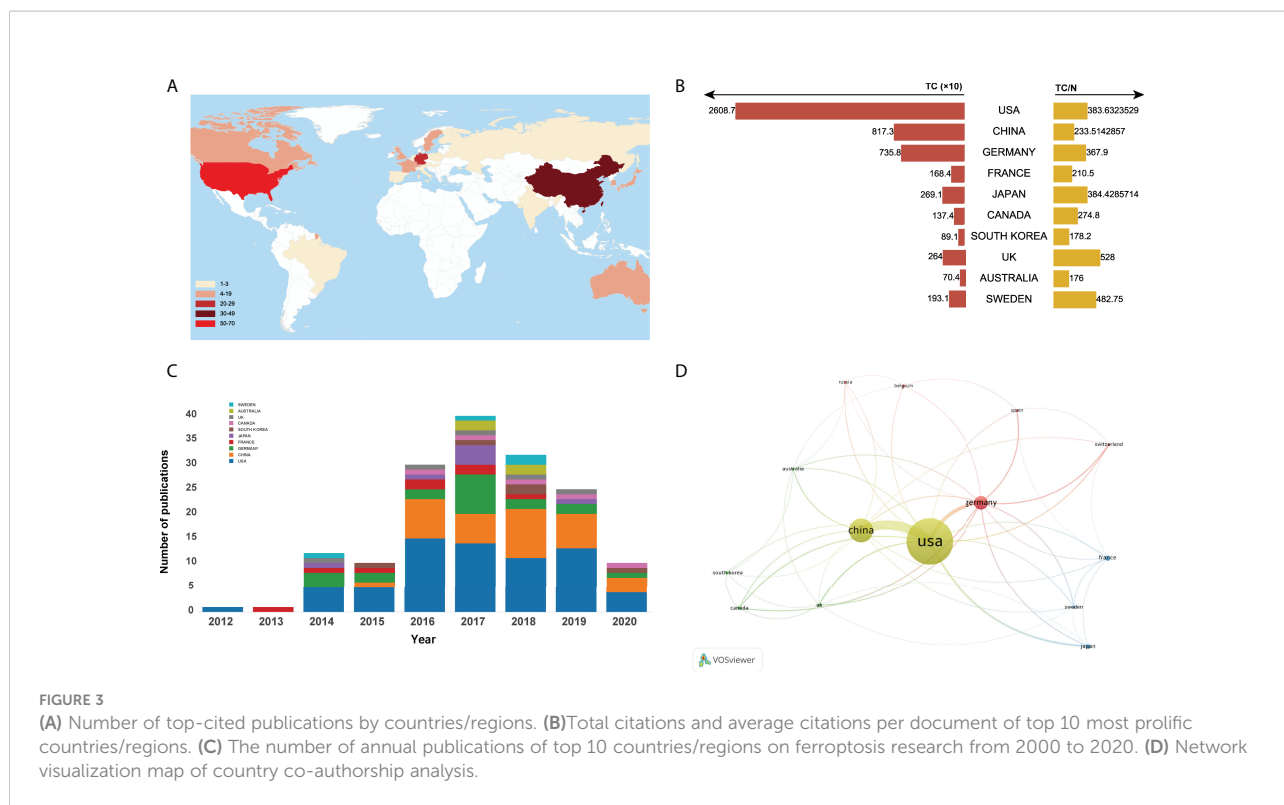 A
1-3
4-19
20-29
30-49
50-70
B
TC (×10)
TC/N
2608.7 USA 383.6323529
817.3 CHINA 233.5142857
735.8 GERMANY 367.9
168.4 FRANCE 210.5
269.1 JAPAN 384.4285714
137.4 CANADA 274.8
89.1 SOUTH KOREA 178.2
264 UK 528
70.4 AUSTRALIA 176
193.1 SWEDEN 482.75
C
SWEDEN
AUSTRALIA
UK
CANADA
SOUTH KOREA
JAPAN
FRANCE
GERMANY
CHINA
USA
Number of publications
40
35
30
25
20
15
10
5
0
2012 2013 2014 2015 2016 2017 2018 2019 2020
Year
D
russia
belgium
spain
switzerland
australia
germany
china
usa
france
southkorea
canada
uk
sweden
japan
VOSviewer
FIGURE 3
(A) Number of top-cited publications by countries/regions. (B)Total citations and average citations per document of top 10 most prolific
countries/regions. (C) The number of annual publications of top 10 countries/regions on ferroptosis research from 2000 to 2020. (D) Network
visualization map of country co-authorship analysis.